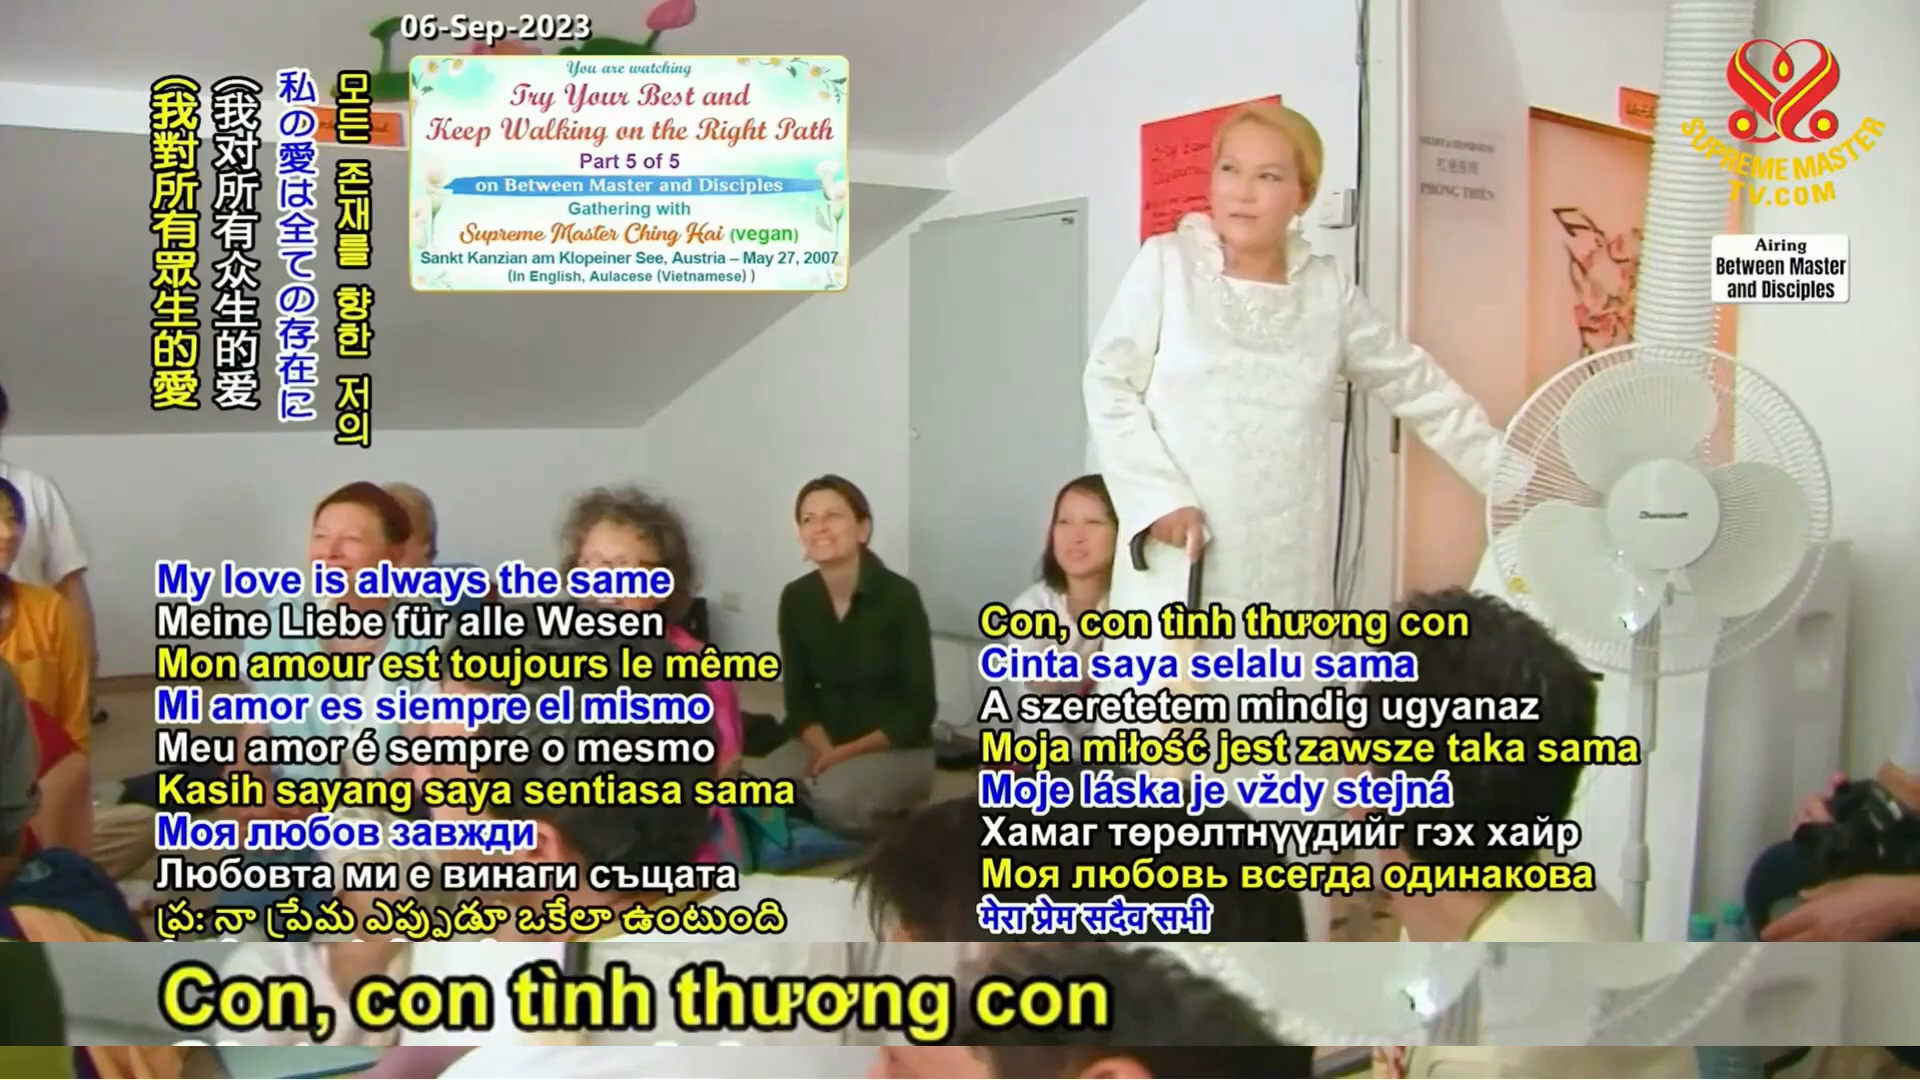 06-Sep-2023
You are watching
Try Your Best and
Keep Walking on the Right Path
Part 5 of 5
on Between Master and Disciples
Gathering with
Supreme Master Ching Hai (vegan)
Sankt Kanzian am Klopeiner See, Austria – May 27, 2007
(In English, Aulacese (Vietnamese) )
SUPREME MASTER
TV.COM
Airing
Between Master
and Disciples
모든 존재를 향한 저의
私の愛は全ての存在に
(我对所有众生的爱
(我對所有眾生的愛
PHÒNG THIỀN
My love is always the same
Meine Liebe für alle Wesen
Mon amour est toujours le même
Mi amor es siempre el mismo
Meu amor é sempre o mesmo
Kasih sayang saya sentiasa sama
Моя любов завжди
Любовта ми е винаги същата
ప్ర: నా ప్రేమ ఎప్పుడూ ఒకేలా ఉంటుంది
Con, con tình thương con
Cinta saya selalu sama
A szeretetem mindig ugyanaz
Moja miłość jest zawsze taka sama
Moje láska je vždy stejná
Хамаг төрөлтнүүдийг гэх хайр
Моя любовь всегда одинакова
मेरा प्रेम सदैव सभी
Con, con tình thương con